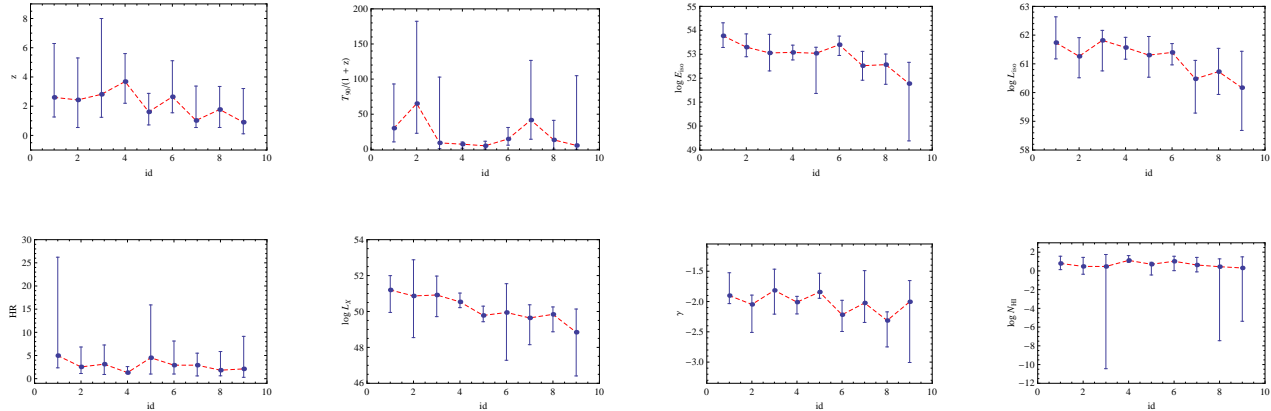 8
6
4
2
0
z
0 2 4 6 8 10
id
200
150
100
50
0
T90/(1 + z)
0 2 4 6 8 10
id
55
54
53
52
51
50
49
log Eiso
0 2 4 6 8 10
id
63
62
61
60
59
58
log Liso
0 2 4 6 8 10
id
30
25
20
15
10
5
0
HR
0 2 4 6 8 10
id
54
52
50
48
46
log LX
0 2 4 6 8 10
id
−1.5
−2.0
−2.5
−3.0
γ
0 2 4 6 8 10
id
2
0
−2
−4
−6
−8
−10
−12
log NHI
0 2 4 6 8 10
id